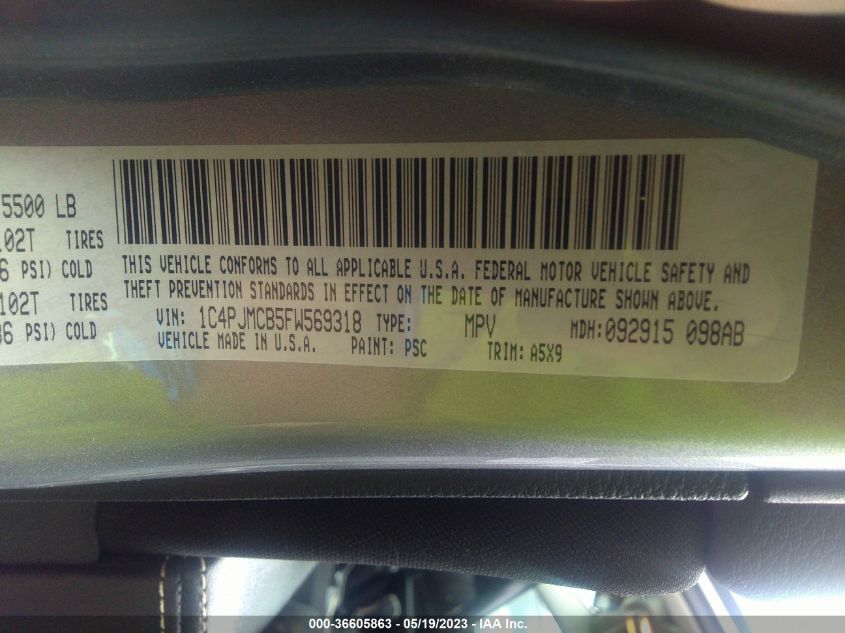 5500 LB
102T TIRES
6 PSI) COLD
102T TIRES
36 PSI) COLD
THIS VEHICLE CONFORMS TO ALL APPLICABLE U.S.A. FEDERAL MOTOR VEHICLE SAFETY AND
THEFT PREVENTION STANDARDS IN EFFECT ON THE DATE OF MANUFACTURE SHOWN ABOVE.
VIN: 1C4PJMCB5FW569318 TYPE: MPV MDH: 092915 098AB
VEHICLE MADE IN U.S.A. PAINT: PSC TRIM: A5X9
000-36605863 - 05/19/2023 - IAA Inc.